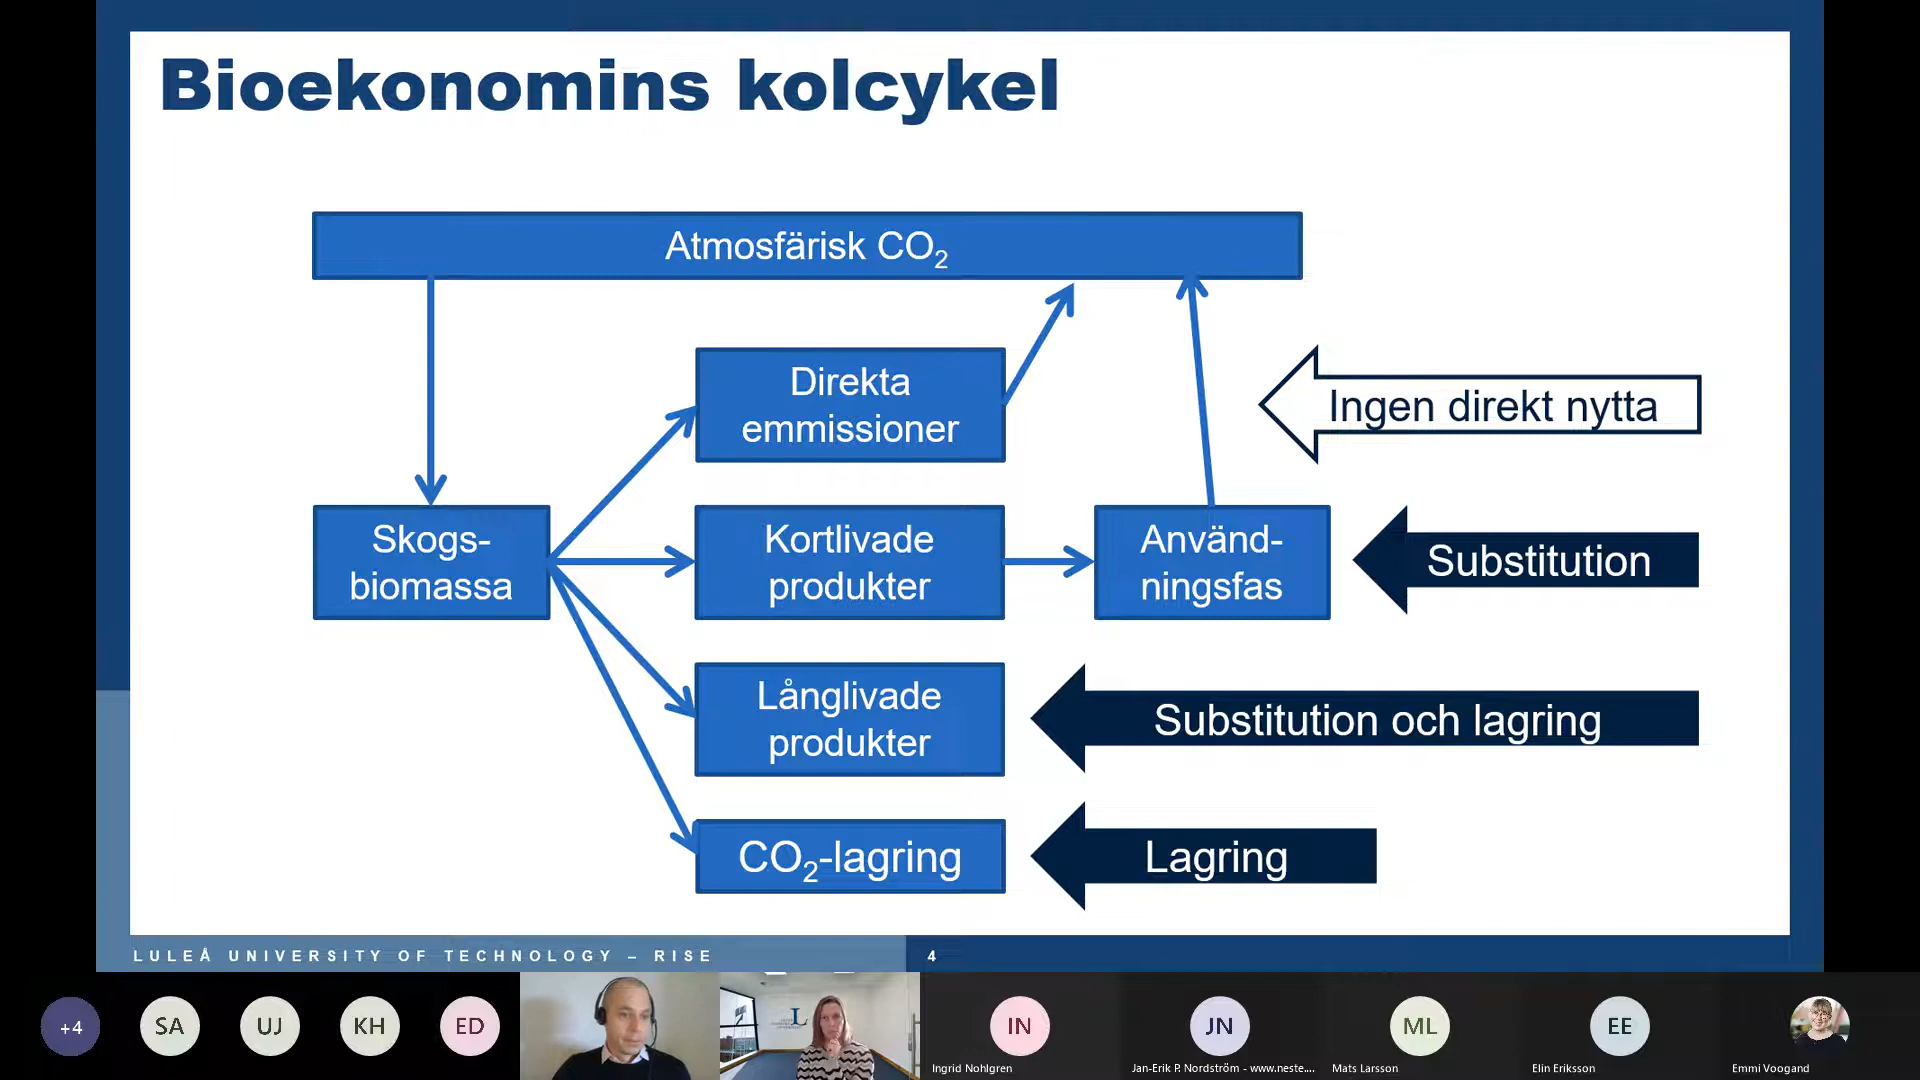 Bioekonomins kolcykel
Atmosfärisk CO₂
Direkta
emmissioner
Ingen direkt nytta
Skogs-
biomassa
Kortlivade
produkter
Använd-
ningsfas
Substitution
Långlivade
produkter
Substitution och lagring
CO₂-lagring
Lagring
LULEÅ UNIVERSITY OF TECHNOLOGY – RISE
4
+4
SA
UJ
KH
ED
L
IN
JN
ML
EE
Ingrid Nohlgren
Jan-Erik P. Nordström - www.neste....
Mats Larsson
Elin Eriksson
Emmi Voogand